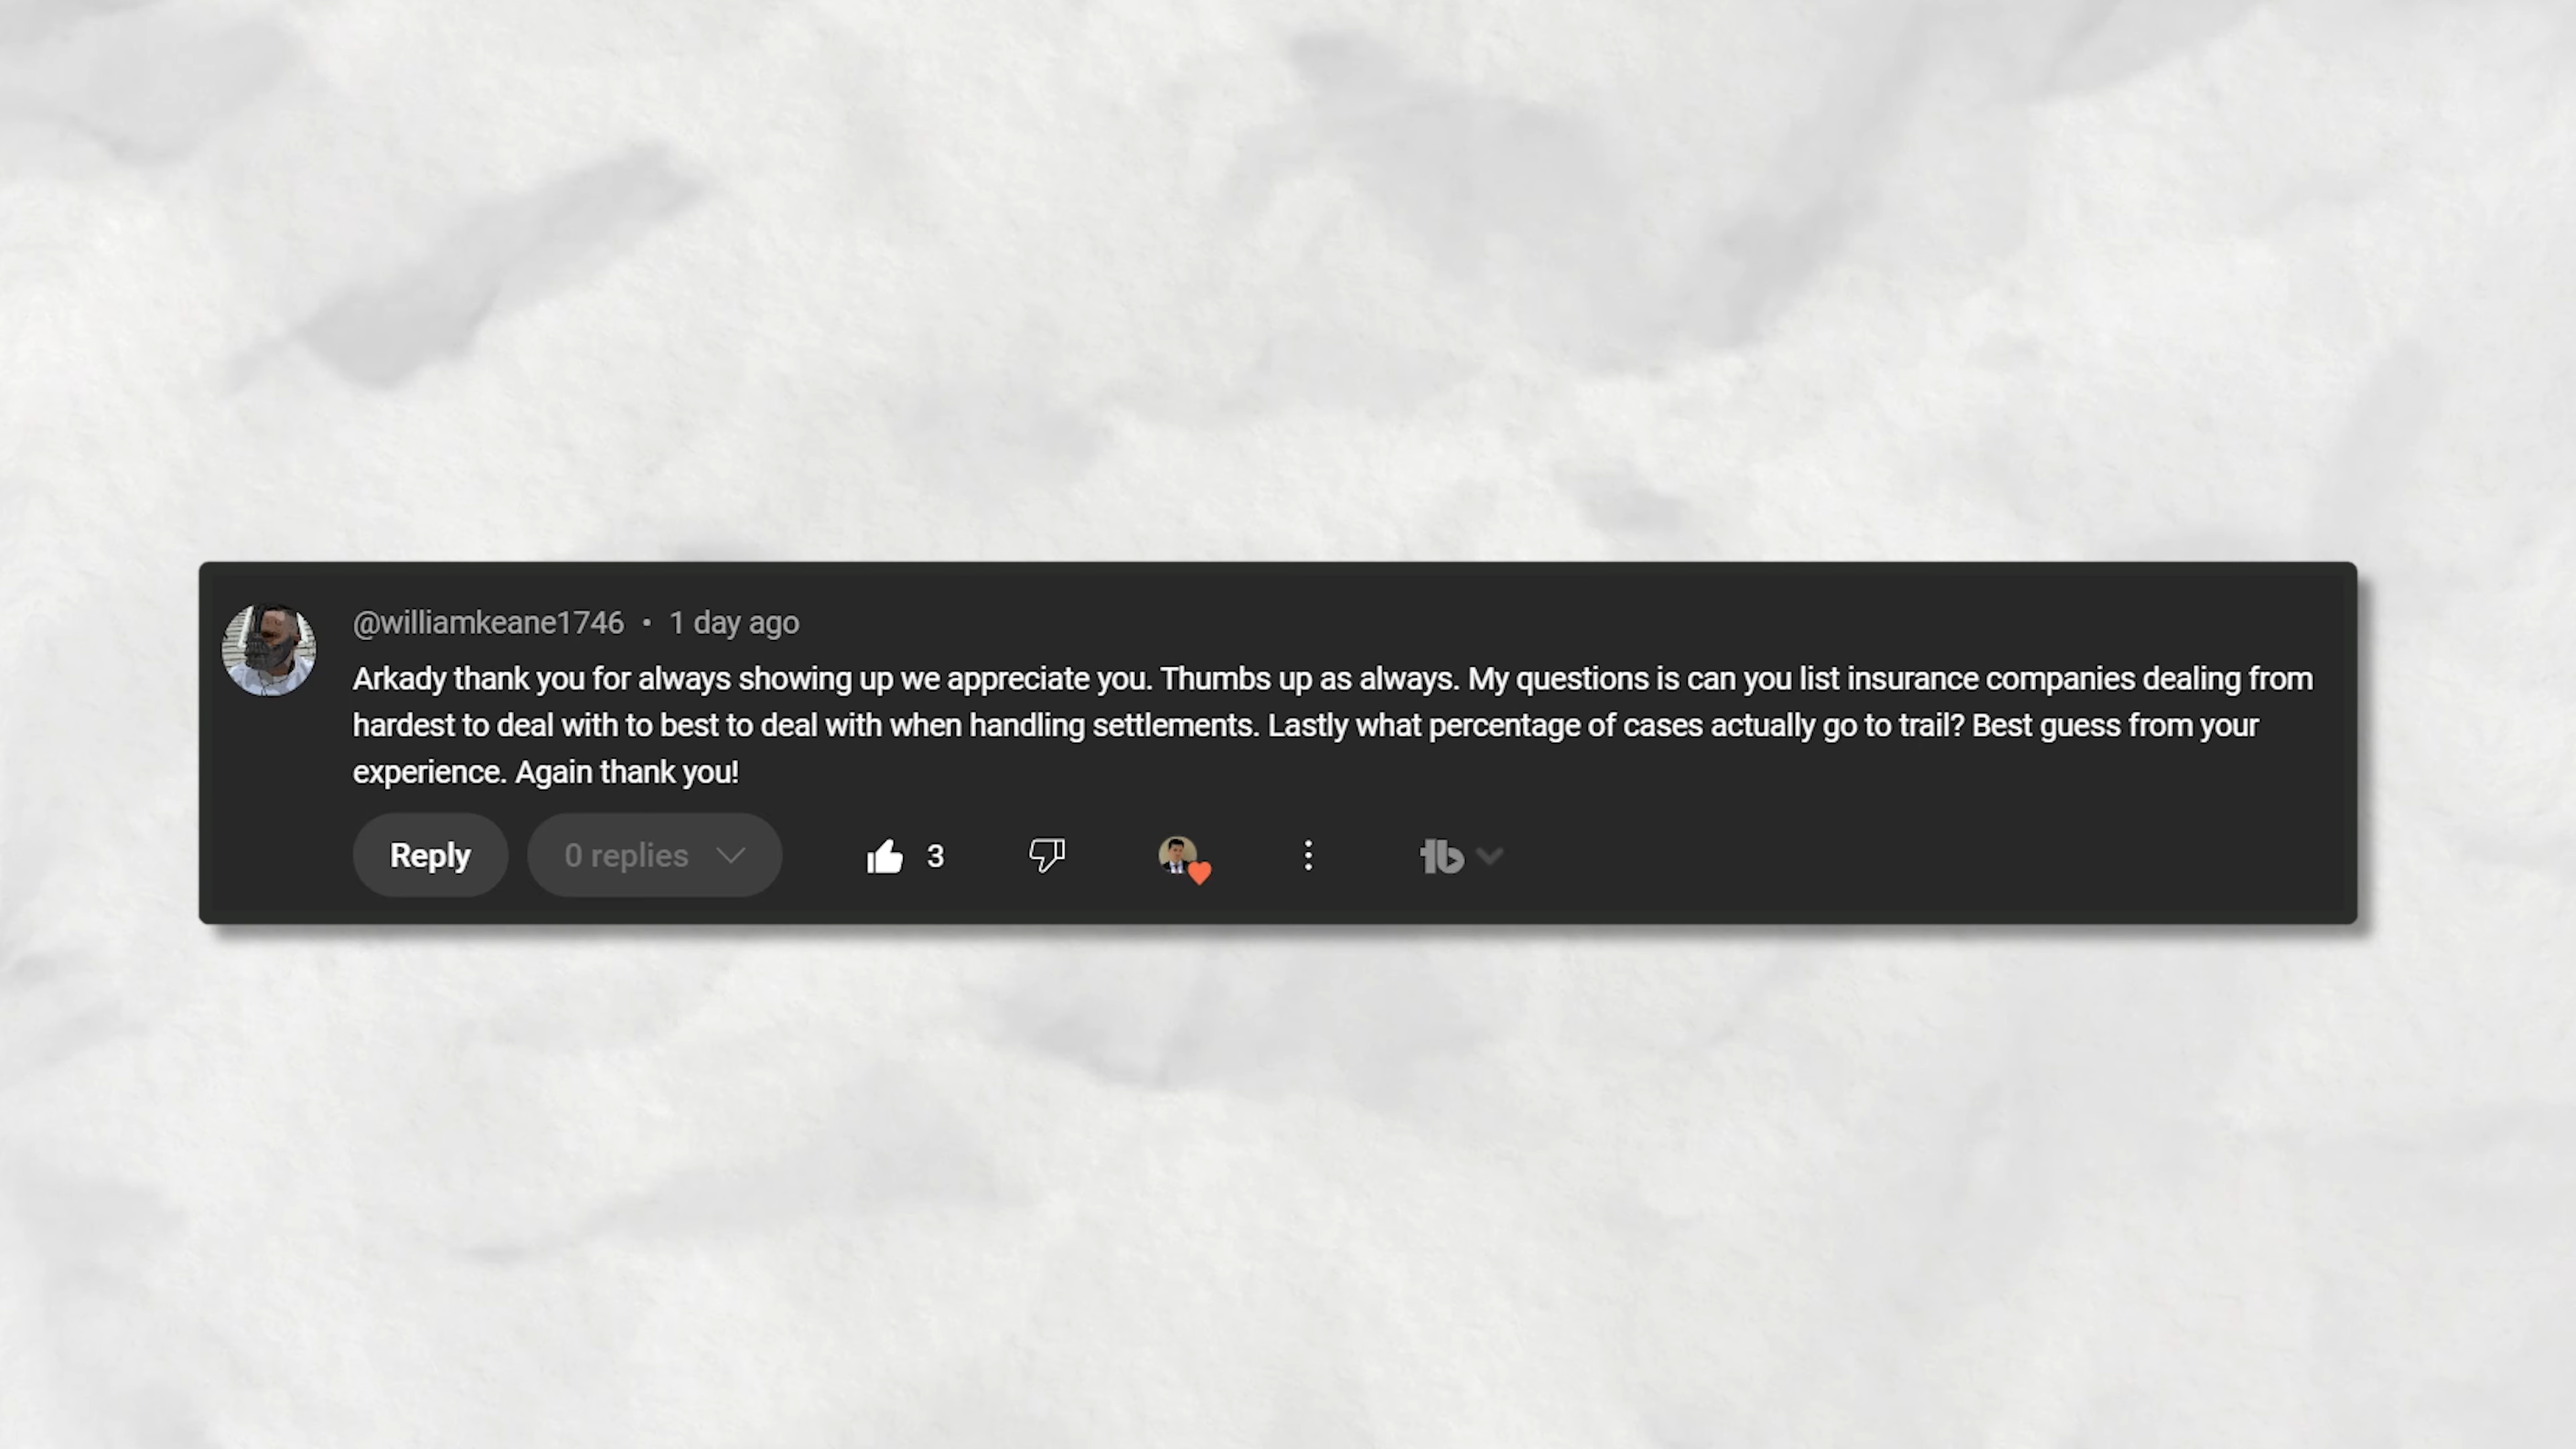 @williamkeane1746 • 1 day ago
Arkady thank you for always showing up we appreciate you. Thumbs up as always. My questions is can you list insurance companies dealing from
hardest to deal with to best to deal with when handling settlements. Lastly what percentage of cases actually go to trail? Best guess from your
experience. Again thank you!
Reply 0 replies 3 tb